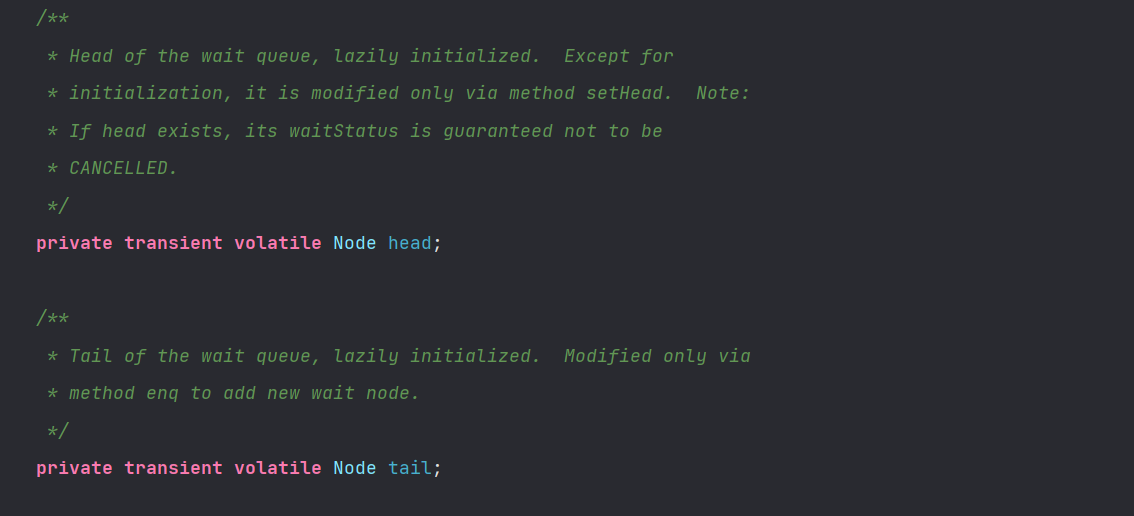 /**
 * Head of the wait queue, lazily initialized.  Except for
 * initialization, it is modified only via method setHead.  Note:
 * If head exists, its waitStatus is guaranteed not to be
 * CANCELLED.
 */
private transient volatile Node head;
/**
 * Tail of the wait queue, lazily initialized.  Modified only via
 * method enq to add new wait node.
 */
private transient volatile Node tail;